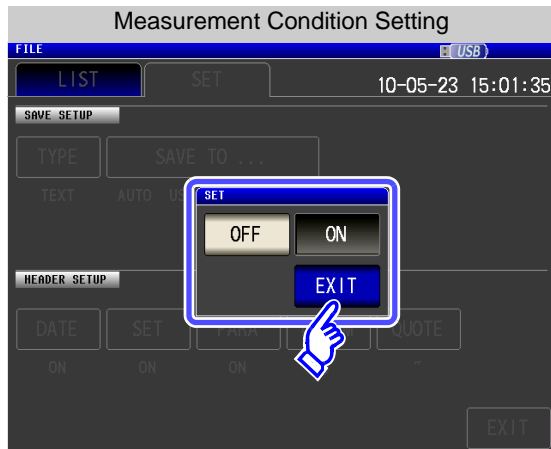 Measurement Condition Setting
FILE USB
LIST SET 10-05-23 15:01:35
SAVE SETUP
TYPE SAVE TO ...
TEXT AUTO
SET
OFF ON
EXIT
HEADER SETUP
DATE SET PARA QUOTE
ON ON ON "
EXIT